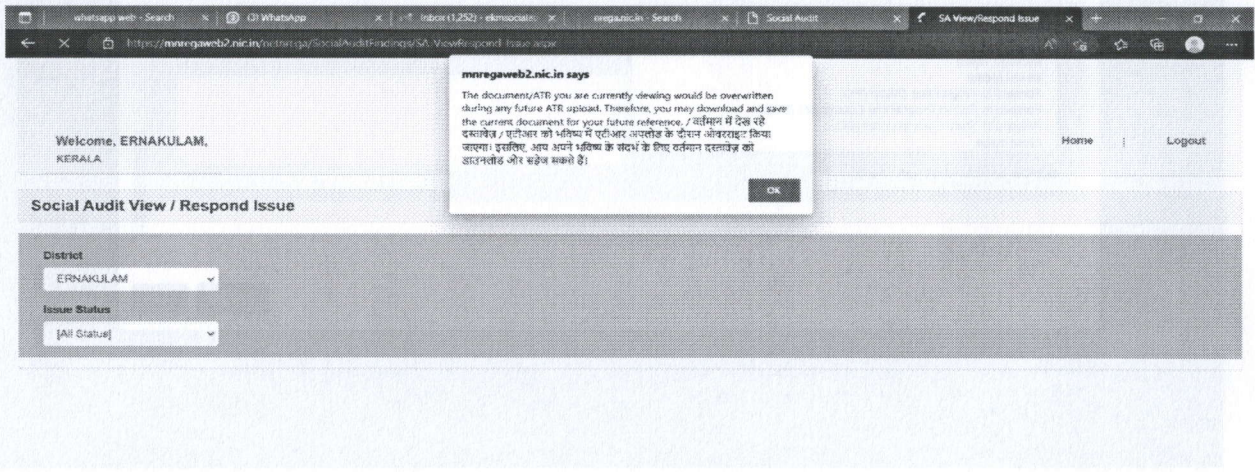 whatsapp web - Search
(3) WhatsApp
Inbox (1,252) - ekmsociala
nrega.nic.in - Search
Social Audit
SA View/Respond Issue
https://mnregaweb2.nic.in/netnrega/SocialAuditFindings/SA-ViewRespond-Issue.aspx
mnregaweb2.nic.in says
The document/ATR you are currently viewing would be overwritten
during any future ATR upload. Therefore, you may download and save
the current document for your future reference. / वर्तमान में देख रहे
दस्तावेज़ / एटीआर को भविष्य में एटीआर अपलोड के दौरान ओवरराइट किया
जाएगा। इसलिए, आप अपने भविष्य के संदर्भ के लिए वर्तमान दस्तावेज़ को
डाउनलोड और सहेज सकते हैं।
OK
Welcome, ERNAKULAM,
KERALA
Home | Logout
Social Audit View / Respond Issue
District
ERNAKULAM
Issue Status
[All Status]